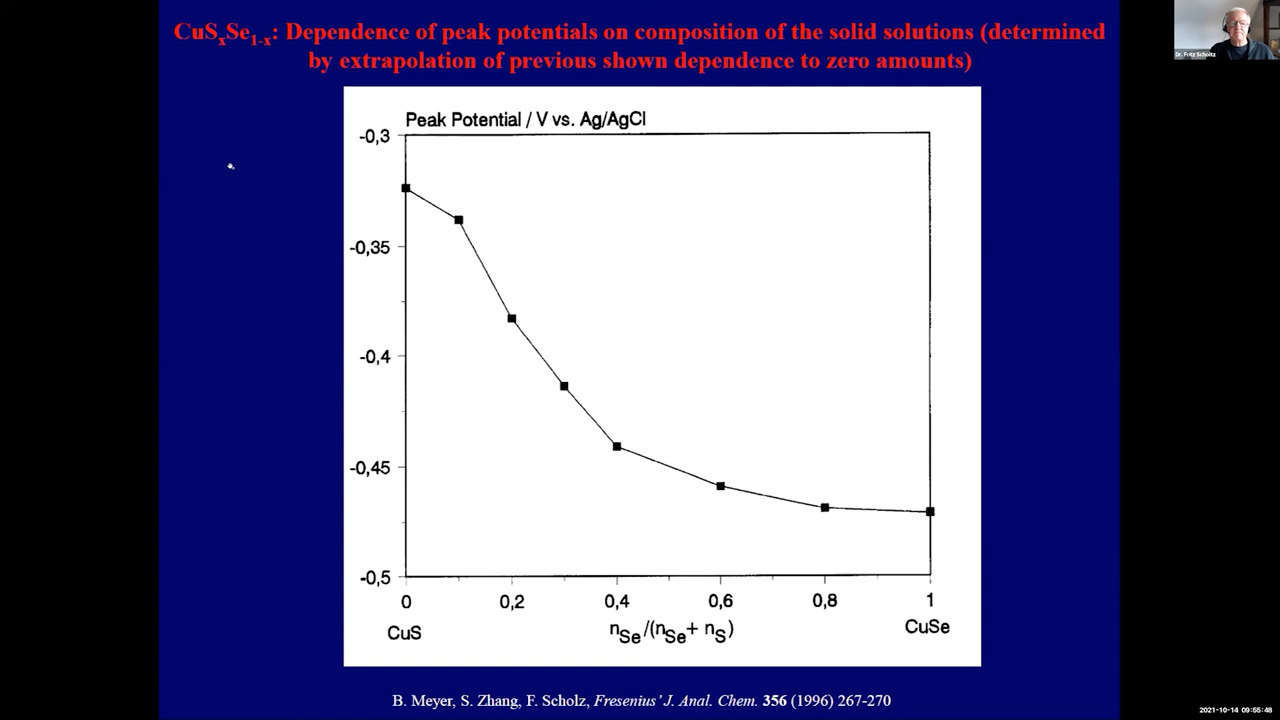 CuSxSe1-x: Dependence of peak potentials on composition of the solid solutions (determined
by extrapolation of previous shown dependence to zero amounts)
Dr. Fritz Scholtz
Peak Potential / V vs. Ag/AgCl
-0,3
-0,35
-0,4
-0,45
-0,5
0 0,2 0,4 0,6 0,8 1
CuS nSe/(nSe+ nS) CuSe
B. Meyer, S. Zhang, F. Scholz, Fresenius' J. Anal. Chem. 356 (1996) 267-270
2021-10-14 09:55:48